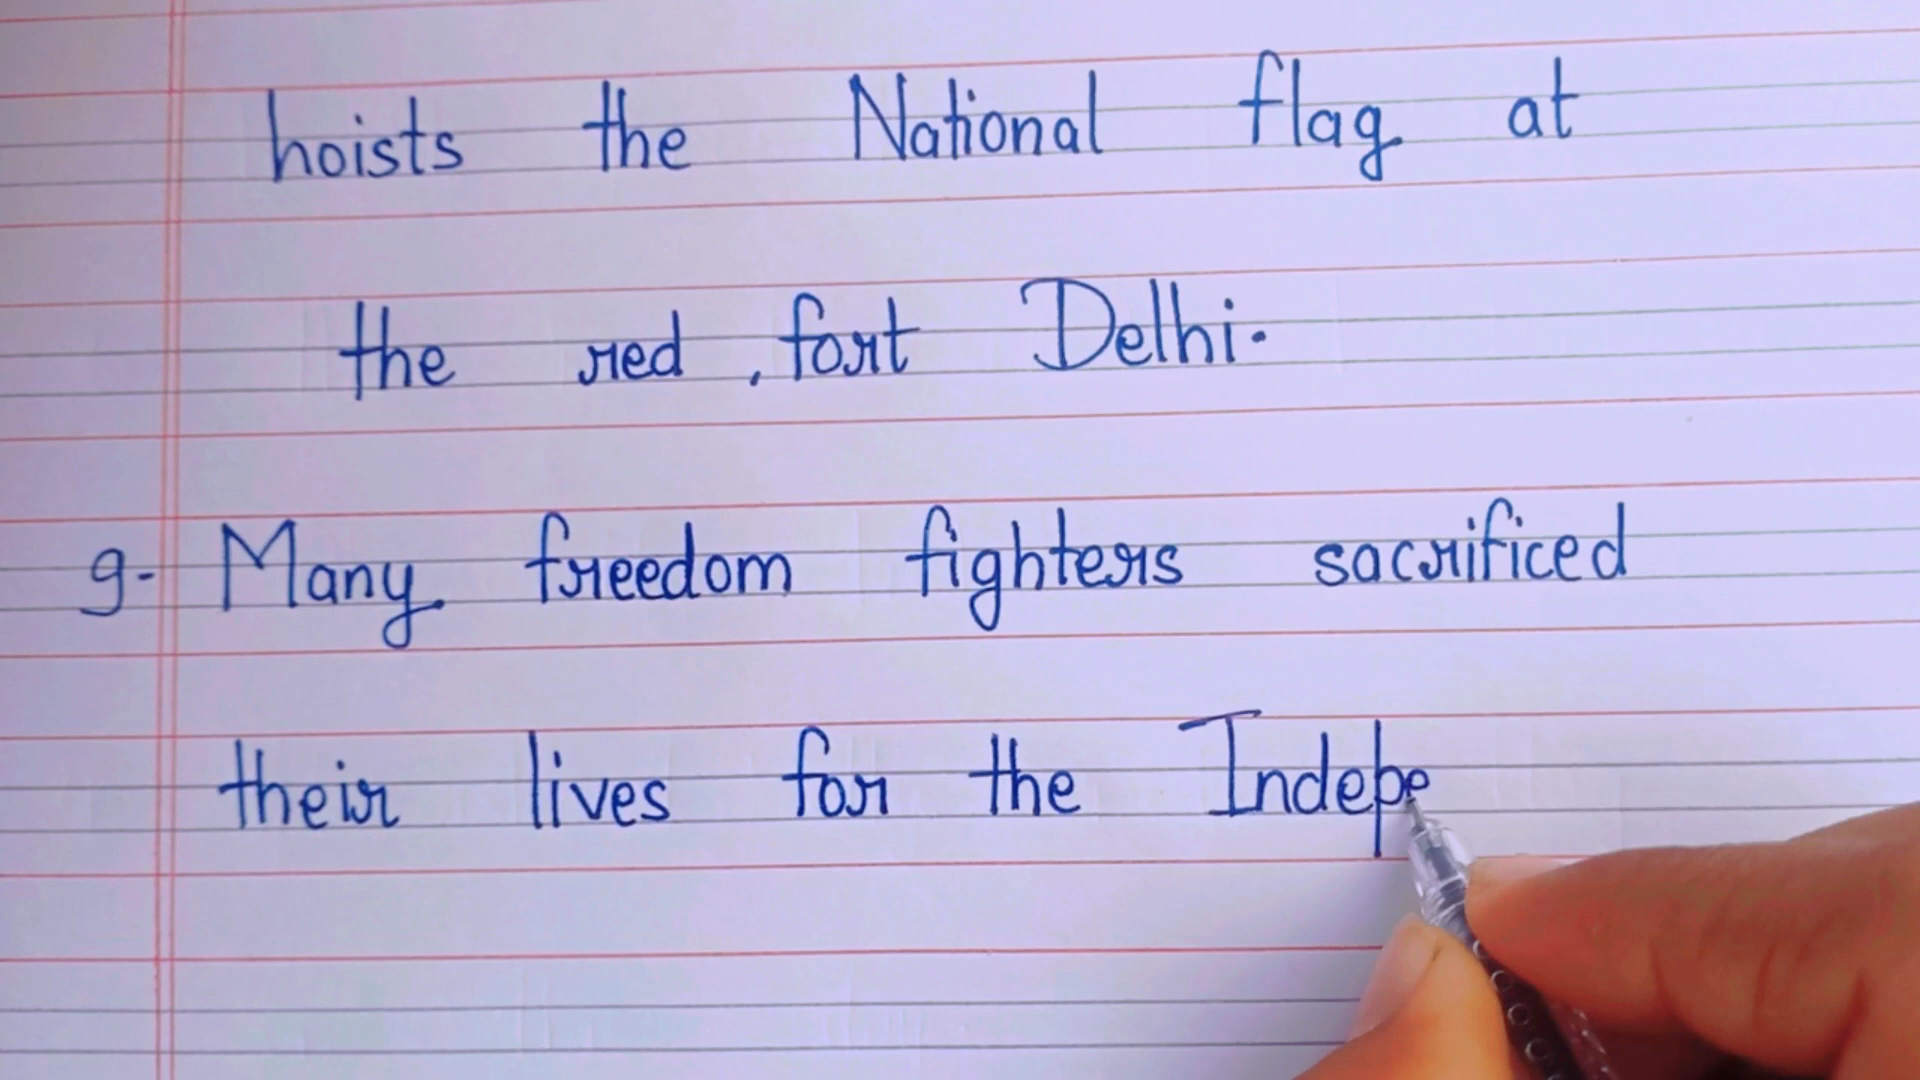 hoists the National flag at
the red , fort Delhi.
9- Many freedom fighters sacrificed
their lives for the Indepe